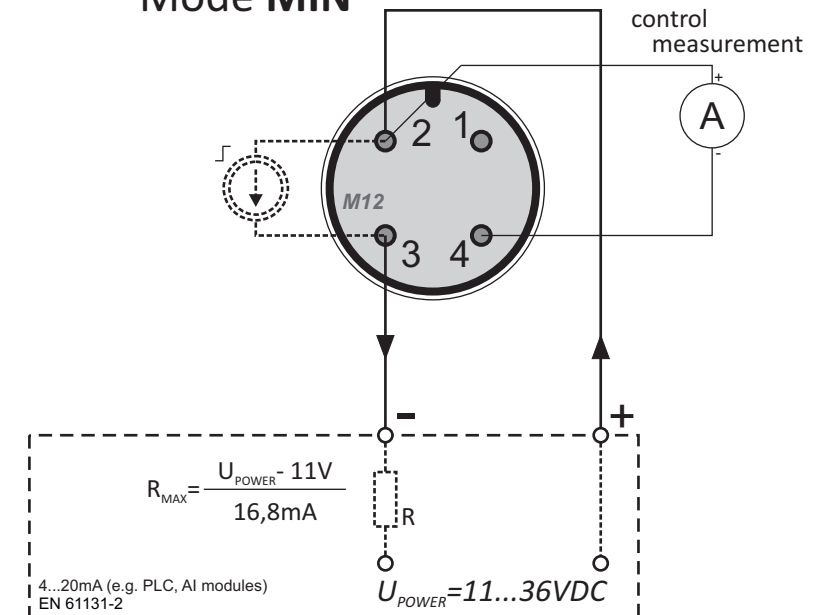 Mode MIN
control
measurement
+
A
-
2 1
M12
3 4
- +
R_MAX = U_POWER - 11V
16,8mA
R
4...20mA (e.g. PLC, AI modules)
EN 61131-2
U_POWER=11...36VDC